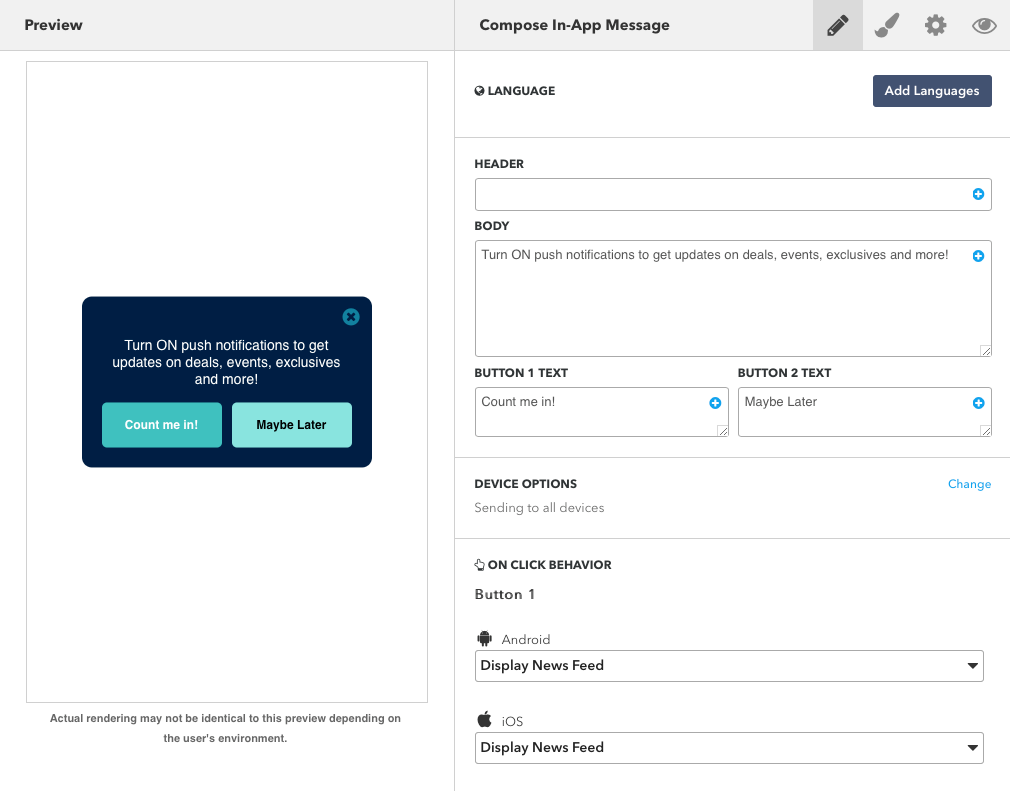 Preview
Compose In-App Message
LANGUAGE
Add Languages
HEADER
BODY
Turn ON push notifications to get updates on deals, events, exclusives and more!
Turn ON push notifications to get
updates on deals, events, exclusives
and more!
Count me in!
Maybe Later
BUTTON 1 TEXT
BUTTON 2 TEXT
Count me in!
Maybe Later
DEVICE OPTIONS
Change
Sending to all devices
ON CLICK BEHAVIOR
Button 1
Android
Display News Feed
iOS
Display News Feed
Actual rendering may not be identical to this preview depending on
the user's environment.